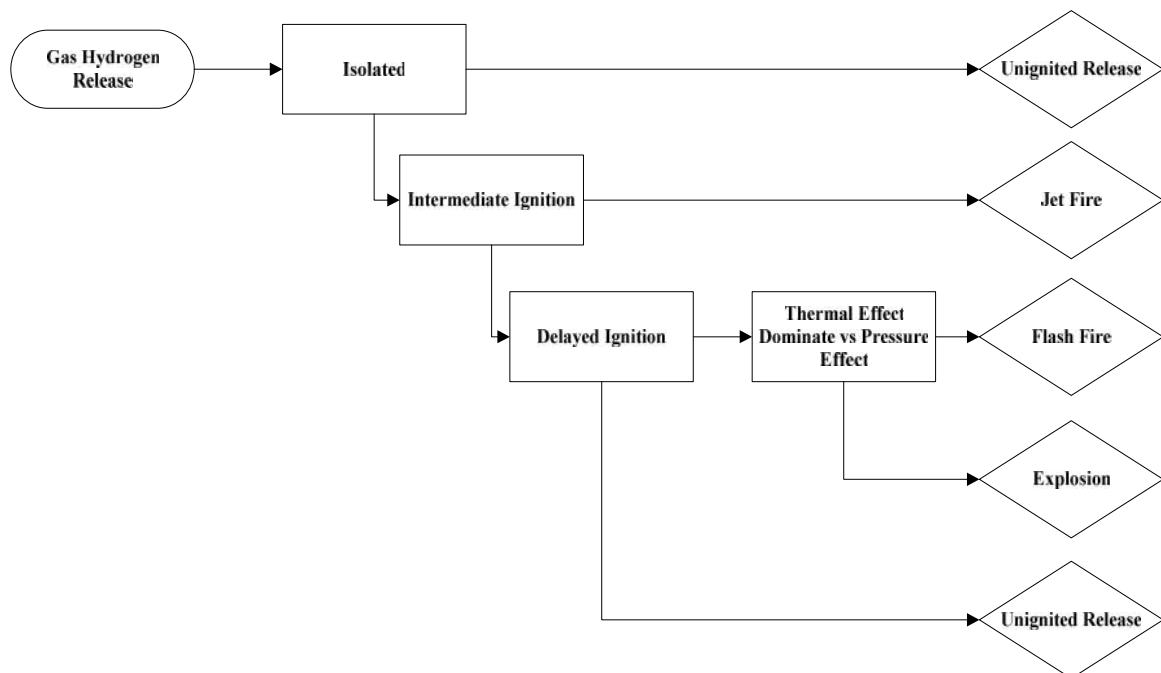 Gas Hydrogen
Release
Isolated
Unignited Release
Intermediate Ignition
Jet Fire
Delayed Ignition
Thermal Effect
Dominate vs Pressure
Effect
Flash Fire
Explosion
Unignited Release